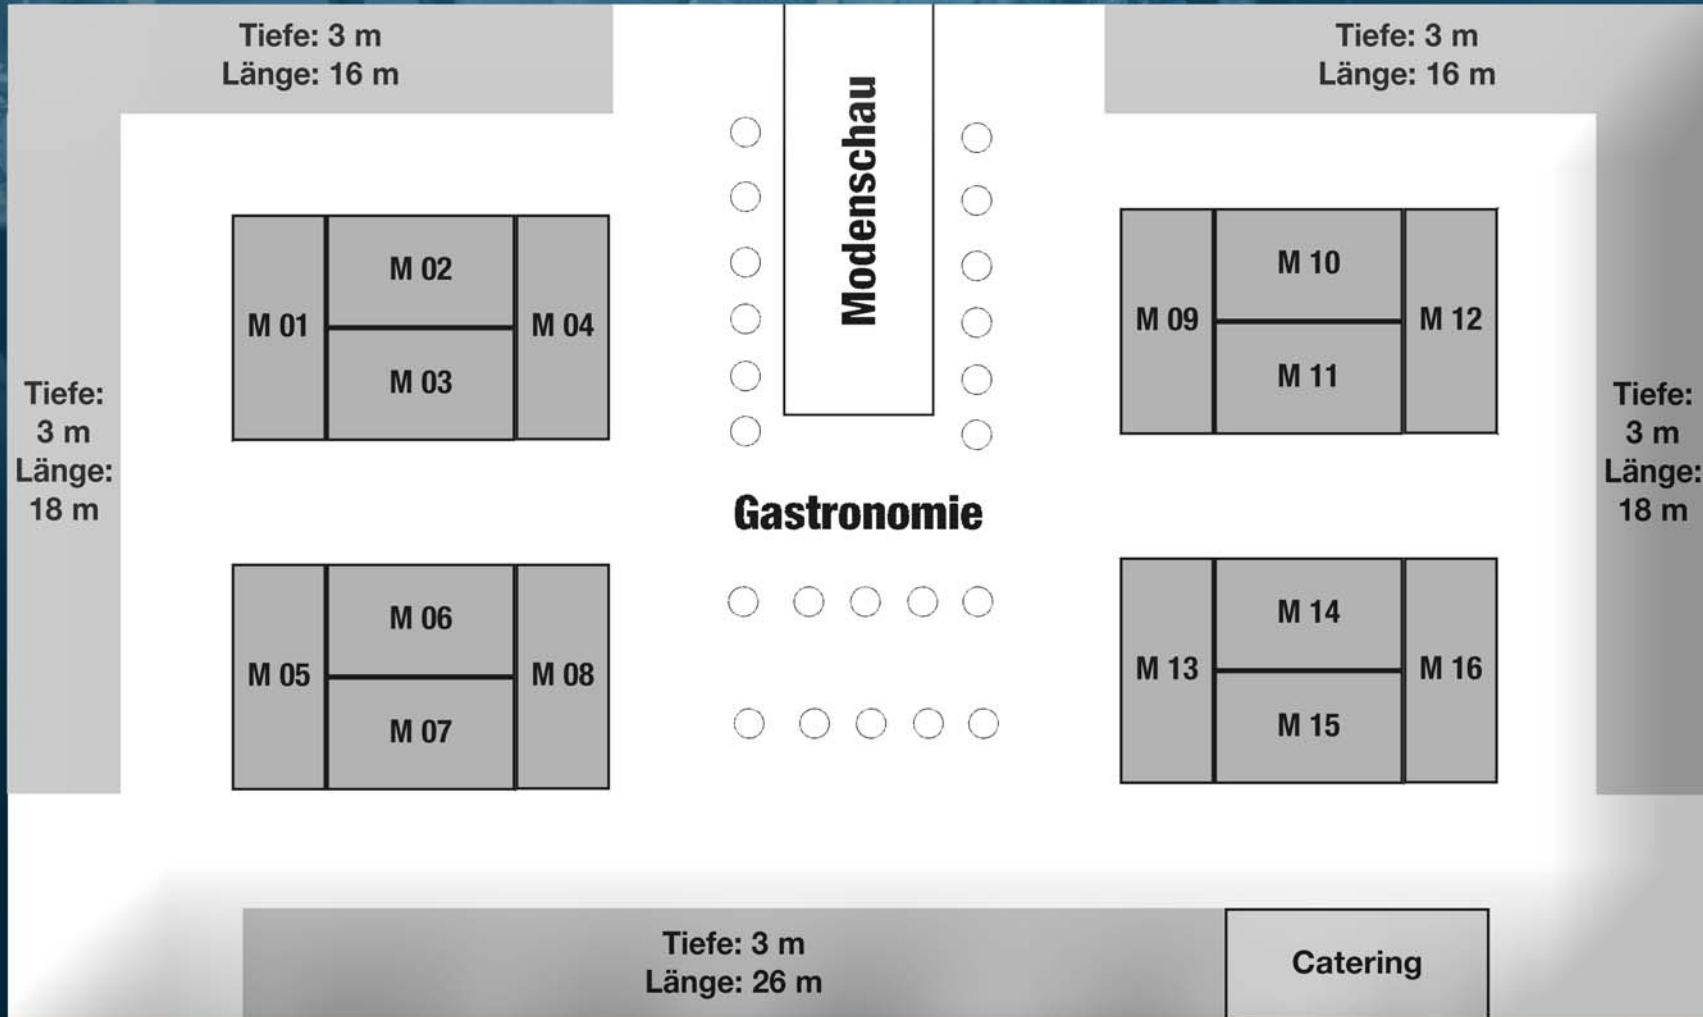 Tiefe: 3 m
Länge: 16 m
Tiefe: 3 m
Länge: 16 m
Modenschau
M 01
M 02
M 03
M 04
M 09
M 10
M 11
M 12
Tiefe:
3 m
Länge:
18 m
Tiefe:
3 m
Länge:
18 m
Gastronomie
M 05
M 06
M 07
M 08
M 13
M 14
M 15
M 16
Tiefe: 3 m
Länge: 26 m
Catering